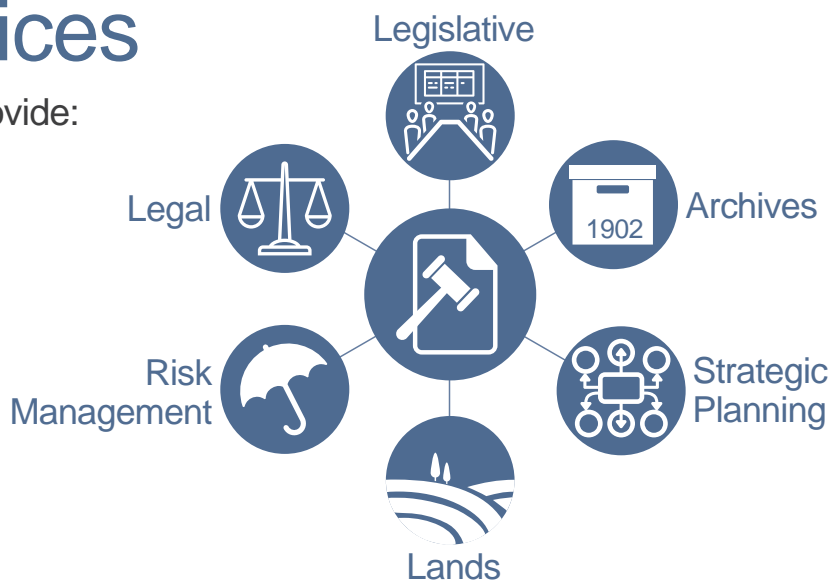 ices
ovide:
Legislative
Legal
Archives
1902
Risk
Management
Strategic
Planning
Lands